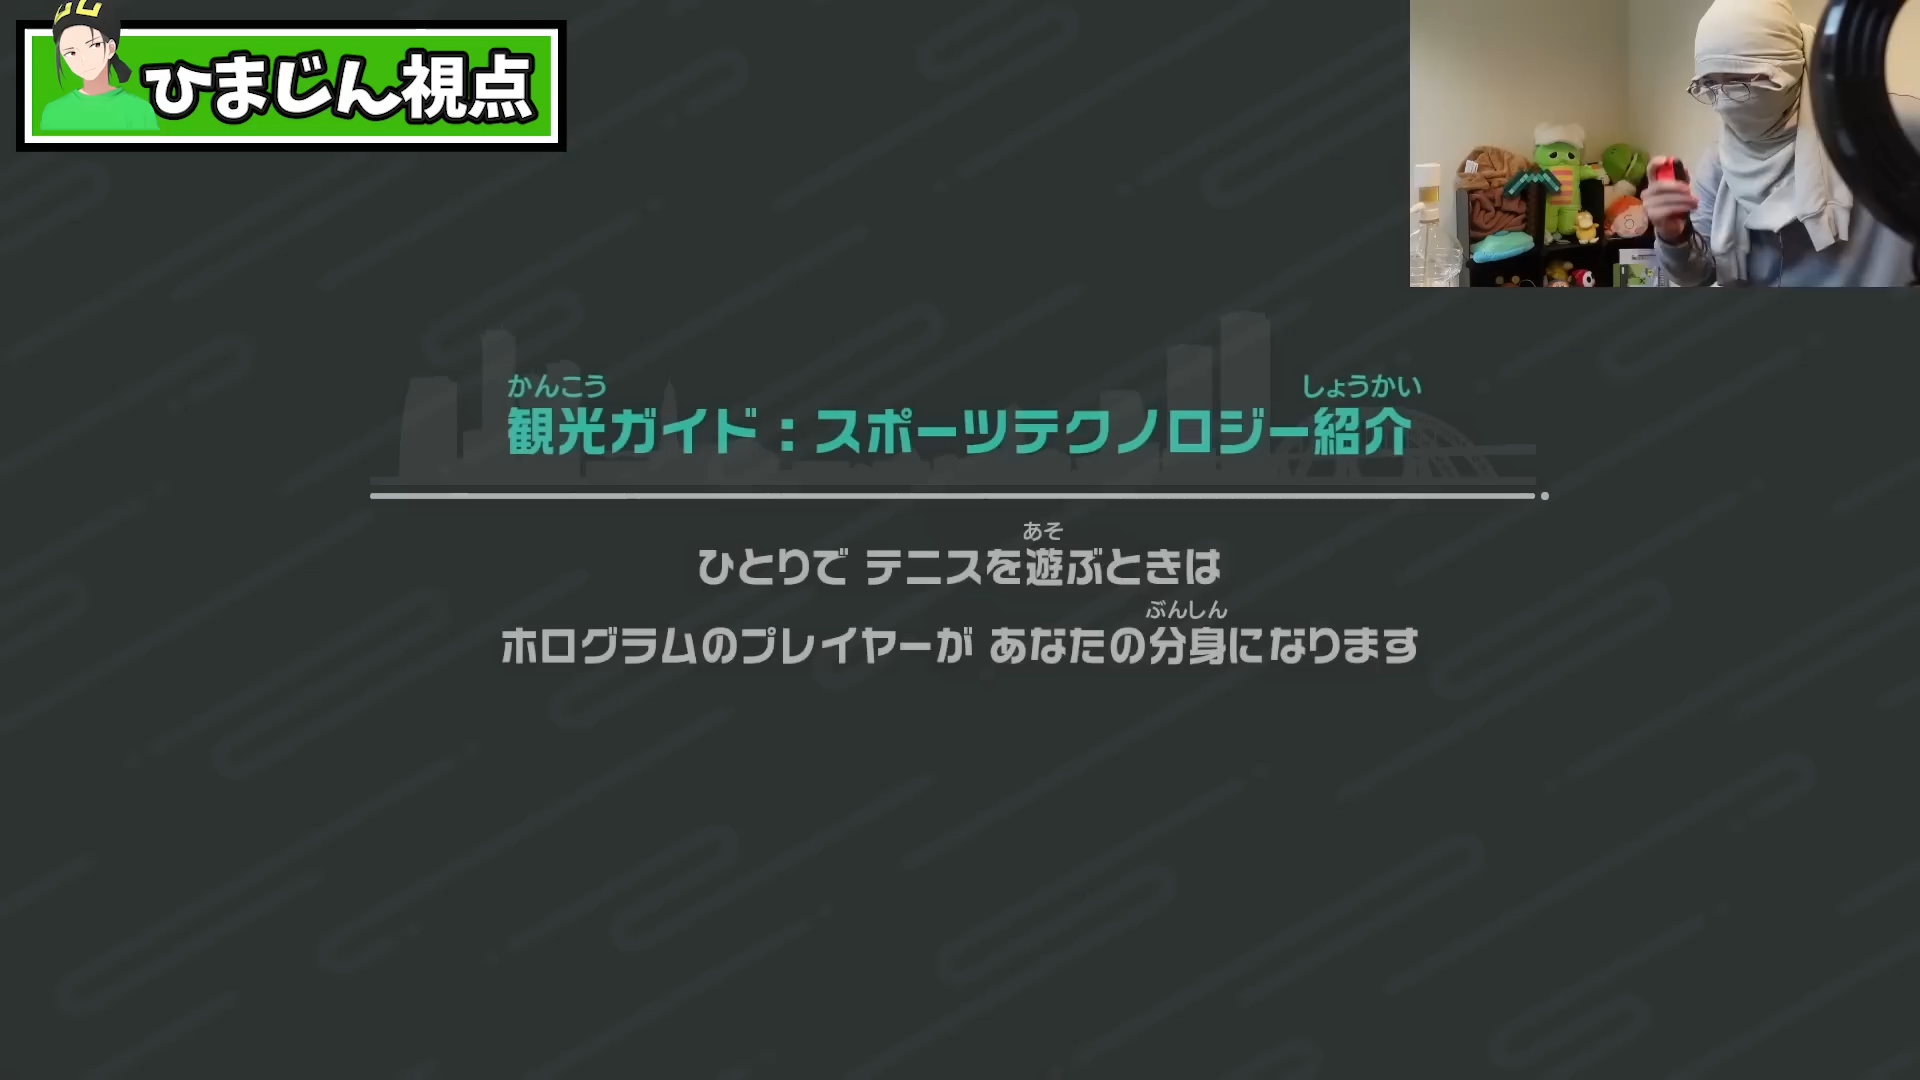 ひまじん視点
かんこう しょうかい
観光ガイド：スポーツテクノロジー紹介
あそ
ひとりで テニスを遊ぶときは
ぶんしん
ホログラムのプレイヤーが あなたの分身になります